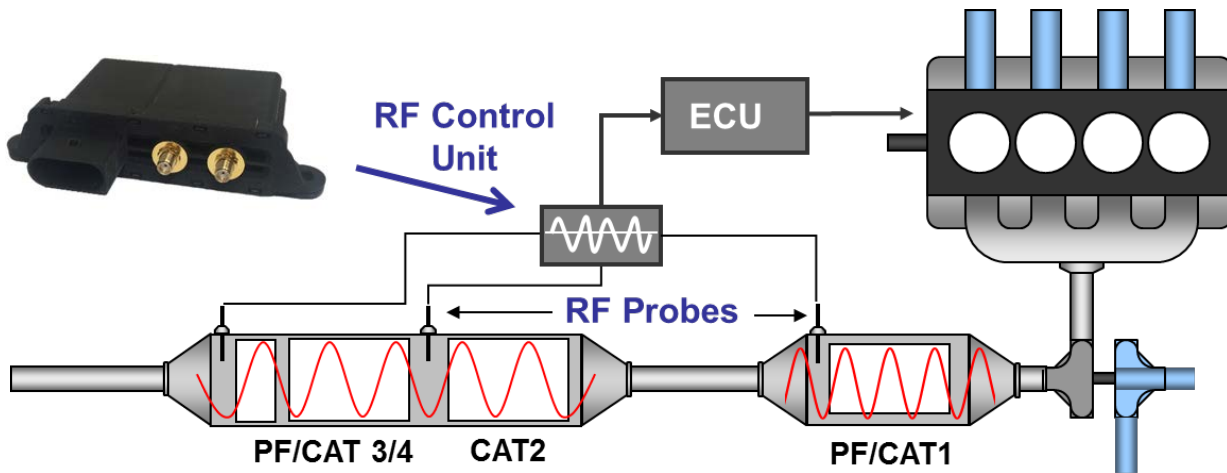 RF Control
Unit
ECU
RF Probes
PF/CAT 3/4
CAT2
PF/CAT1